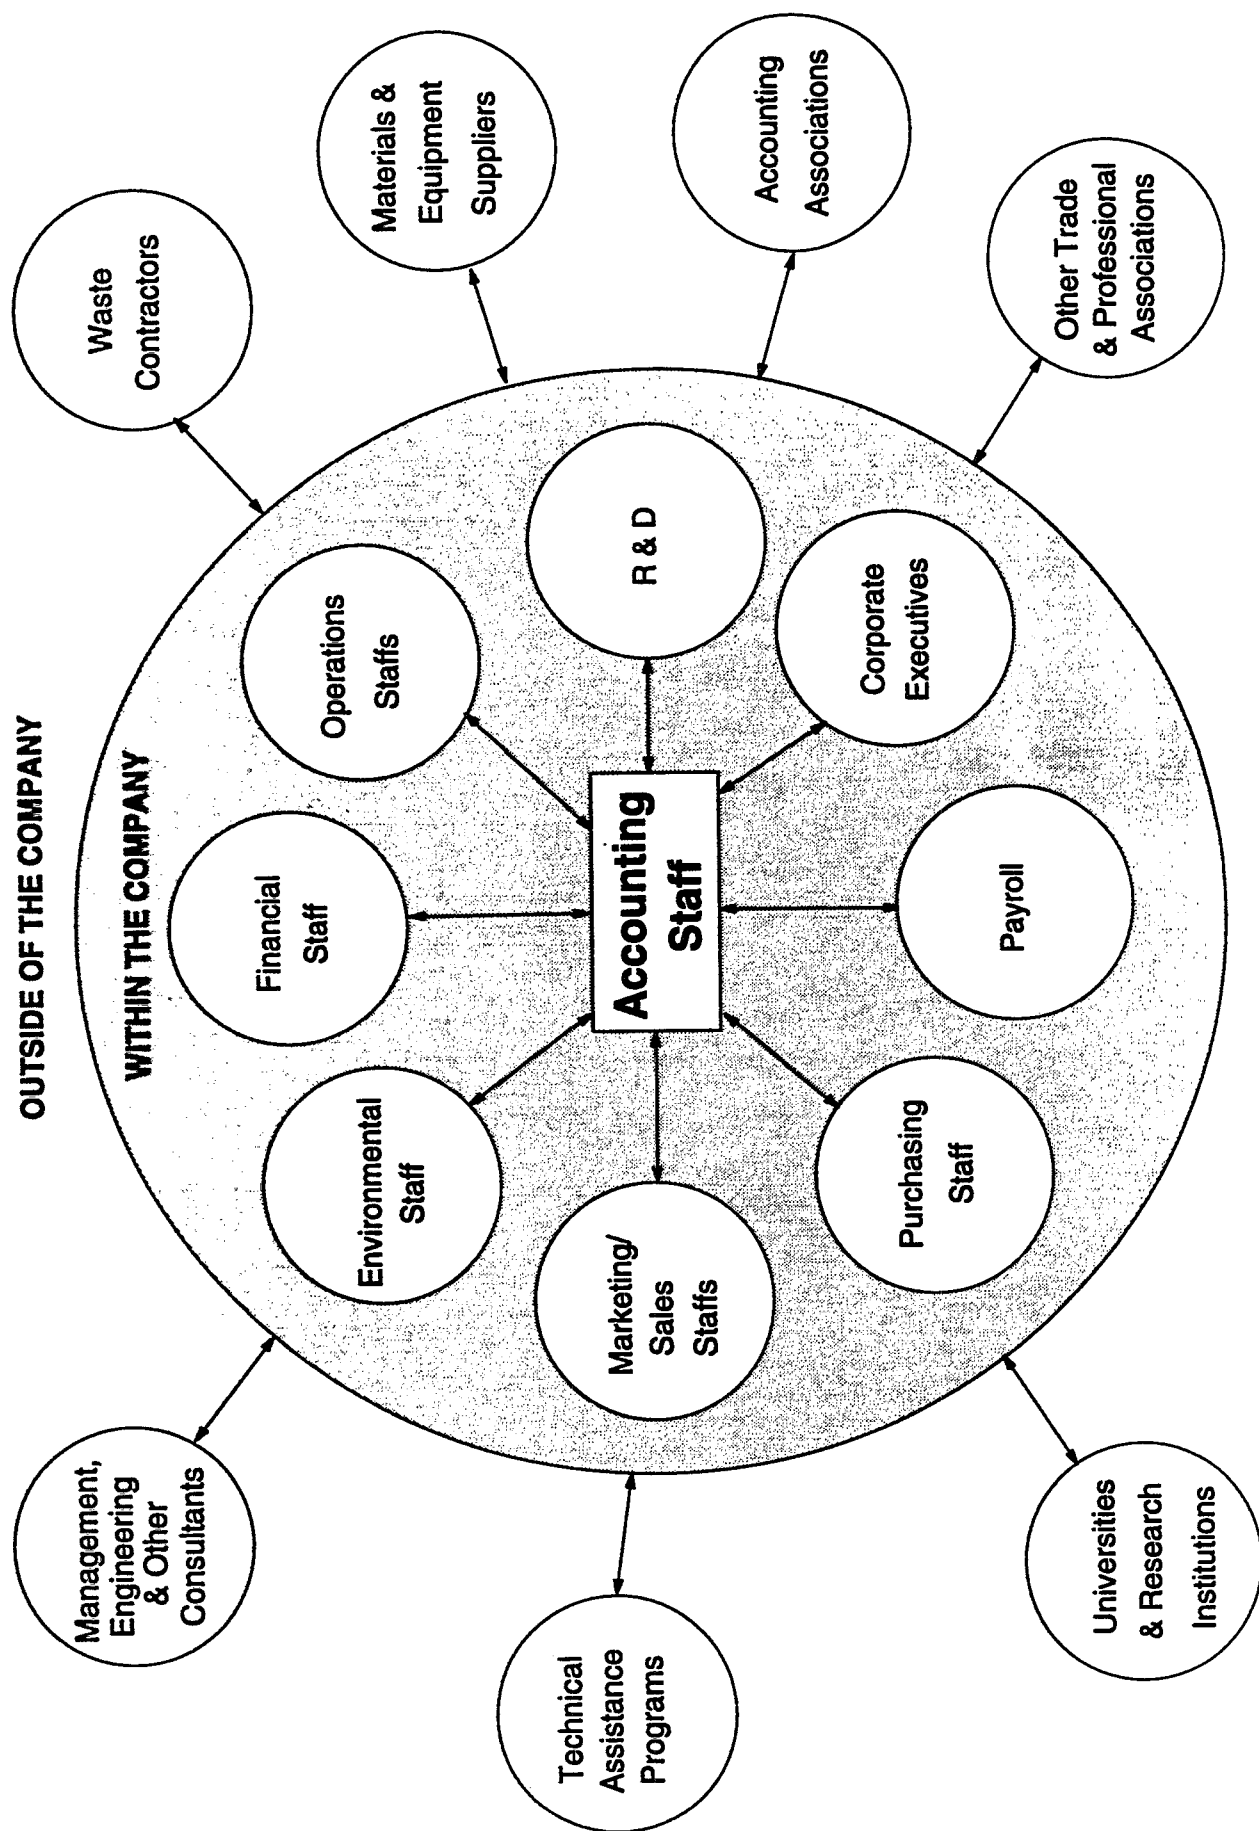 OUTSIDE OF THE COMPANY
WITHIN THE COMPANY
Management,
Engineering
& Other
Consultants
Waste
Contractors
Financial
Staff
Environmental
Staff
Operations
Staffs
Materials &
Equipment
Suppliers
Technical
Assistance
Programs
Marketing/
Sales
Staffs
Accounting
Staff
R & D
Accounting
Associations
Purchasing
Staff
Payroll
Corporate
Executives
Universities
& Research
Institutions
Other Trade
& Professional
Associations